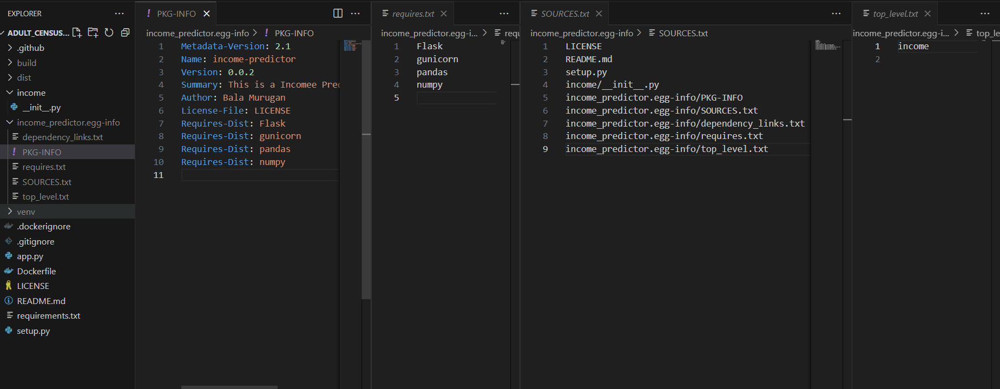 EXPLORER
ADULT_CENSUS...
.github
build
dist
income
__init__.py
income_predictor.egg-info
dependency_links.txt
PKG-INFO
requires.txt
SOURCES.txt
top_level.txt
venv
.dockerignore
.gitignore
app.py
Dockerfile
LICENSE
README.md
requirements.txt
setup.py
PKG-INFO
income_predictor.egg-info > ! PKG-INFO
1 Metadata-Version: 2.1
2 Name: income-predictor
3 Version: 0.0.2
4 Summary: This is a Incomee Prec
5 Author: Bala Murugan
6 License-File: LICENSE
7 Requires-Dist: Flask
8 Requires-Dist: gunicorn
9 Requires-Dist: pandas
10 Requires-Dist: numpy
11
requires.txt
income_predictor.egg-i... > requ
1 Flask
2 gunicorn
3 pandas
4 numpy
5
SOURCES.txt
income_predictor.egg-info > SOURCES.txt
1 LICENSE
2 README.md
3 setup.py
4 income/__init__.py
5 income_predictor.egg-info/PKG-INFO
6 income_predictor.egg-info/SOURCES.txt
7 income_predictor.egg-info/dependency_links.txt
8 income_predictor.egg-info/requires.txt
9 income_predictor.egg-info/top_level.txt
top_level.txt
income_predictor.egg-i... > top_le
1 income
2